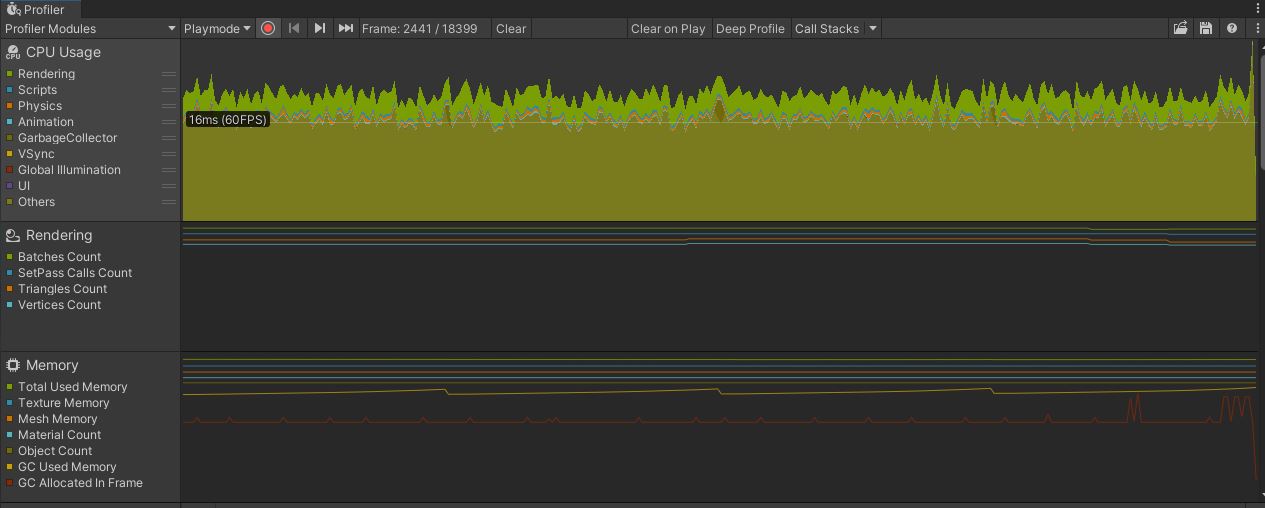 Profiler
Profiler Modules Playmode Frame: 2441 / 18399 Clear Clear on Play Deep Profile Call Stacks
CPU Usage
Rendering
Scripts
Physics
Animation
GarbageCollector
VSync
Global Illumination
UI
Others
16ms (60FPS)
Rendering
Batches Count
SetPass Calls Count
Triangles Count
Vertices Count
Memory
Total Used Memory
Texture Memory
Mesh Memory
Material Count
Object Count
GC Used Memory
GC Allocated In Frame